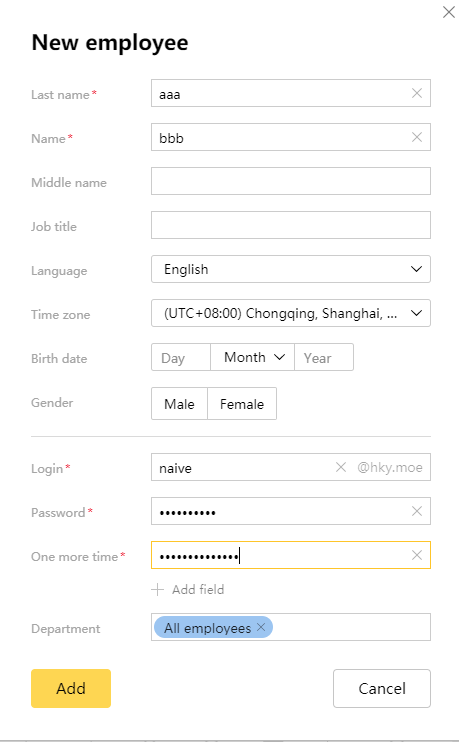 New employee
Last name* aaa
Name* bbb
Middle name
Job title
Language English
Time zone (UTC+08:00) Chongqing, Shanghai, ...
Birth date Day Month Year
Gender Male Female
Login* naive @hky.moe
Password* ••••••••••
One more time* ••••••••••••••
Add field
Department All employees
Add Cancel